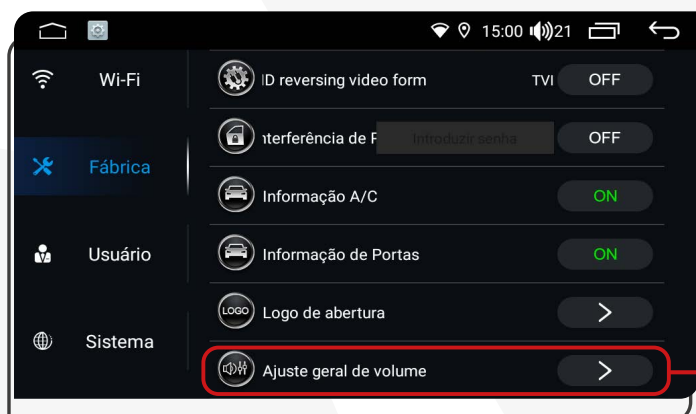 15:00 21
Wi-Fi
Fábrica
Usuário
Sistema
ID reversing video form TVI OFF
nterferência de F Introduzir senha OFF
Informação A/C ON
Informação de Portas ON
LOGO Logo de abertura
Ajuste geral de volume